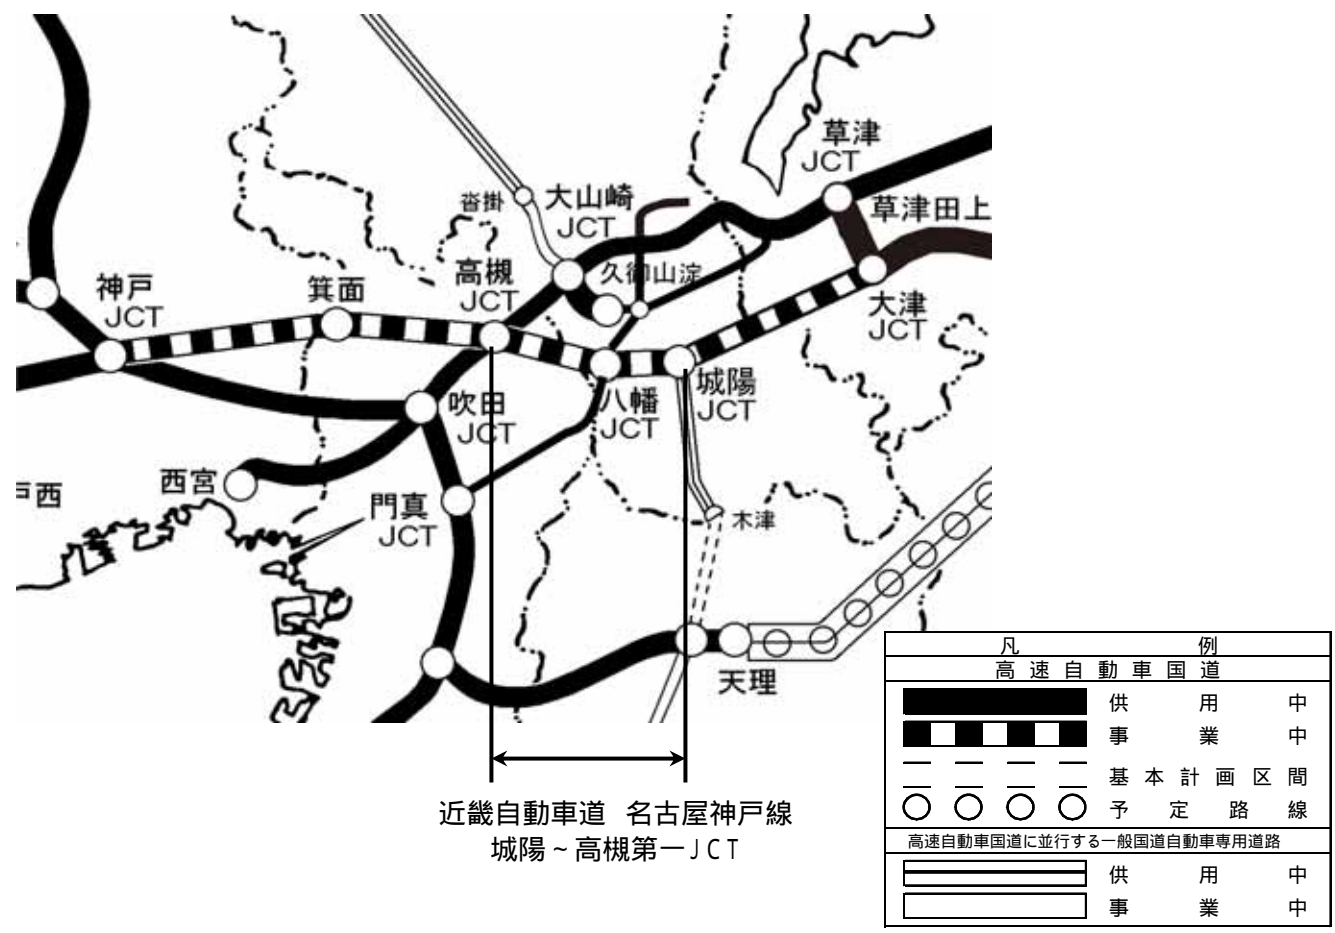 草津
JCT
沓掛
大山崎
JCT
草津田上
高槻
JCT
久御山淀
神戸
JCT
箕面
大津
JCT
城陽
JCT
八幡
JCT
吹田
JCT
西宮
戸西
門真
JCT
木津
天理
近畿自動車道 名古屋神戸線
城陽~高槻第一JCT
凡例
高速自動車国道
供用中
事業中
基本計画区間
予定路線
高速自動車国道に並行する一般国道自動車専用道路
供用中
事業中